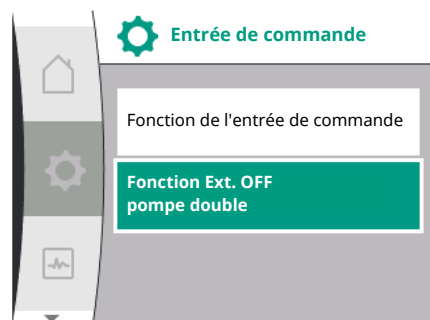 Entrée de commande
Fonction de l'entrée de commande
Fonction Ext. OFF
pompe double